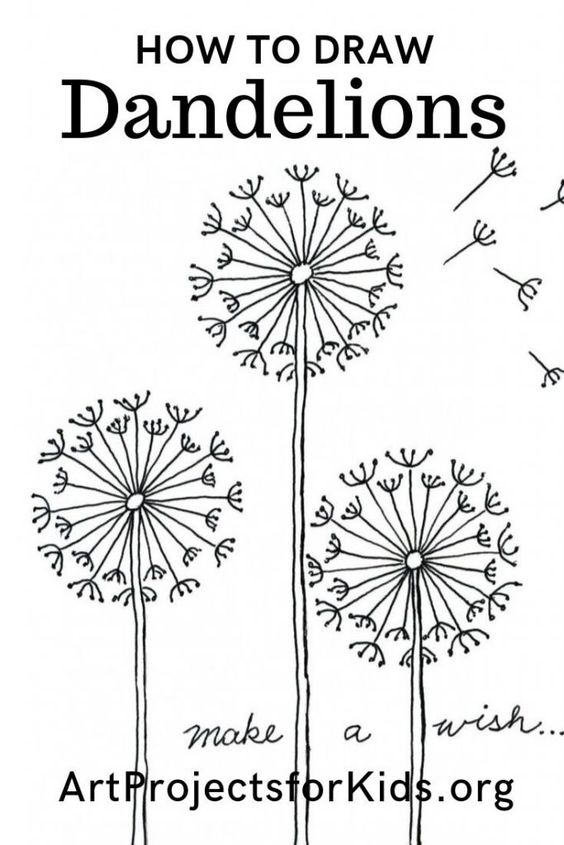 HOW TO DRAW
Dandelions
make a wish...
ArtProjectsforKids.org